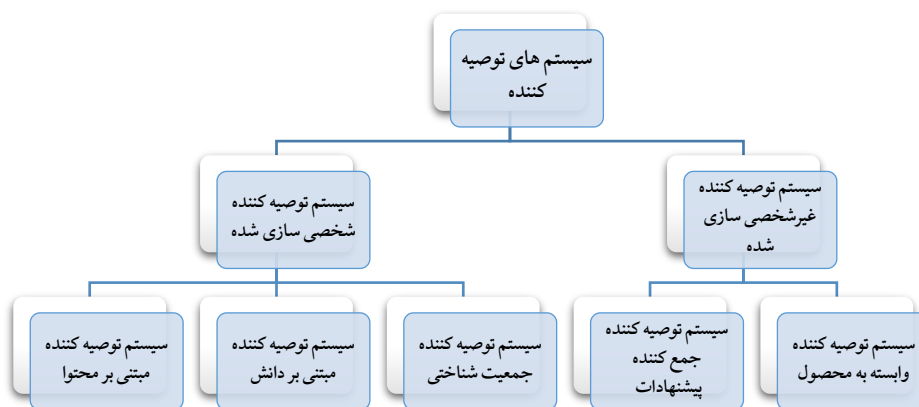 سیستم های توصیه
کننده
سیستم توصیه کننده
غیرشخصی سازی
شده
سیستم توصیه کننده
شخصی سازی شده
سیستم توصیه کننده
وابسته به محصول
سیستم توصیه کننده
جمع کننده
پیشنهادات
سیستم توصیه کننده
جمعیت شناختی
سیستم توصیه کننده
مبتنی بر دانش
سیستم توصیه کننده
مبتنی بر محتوا